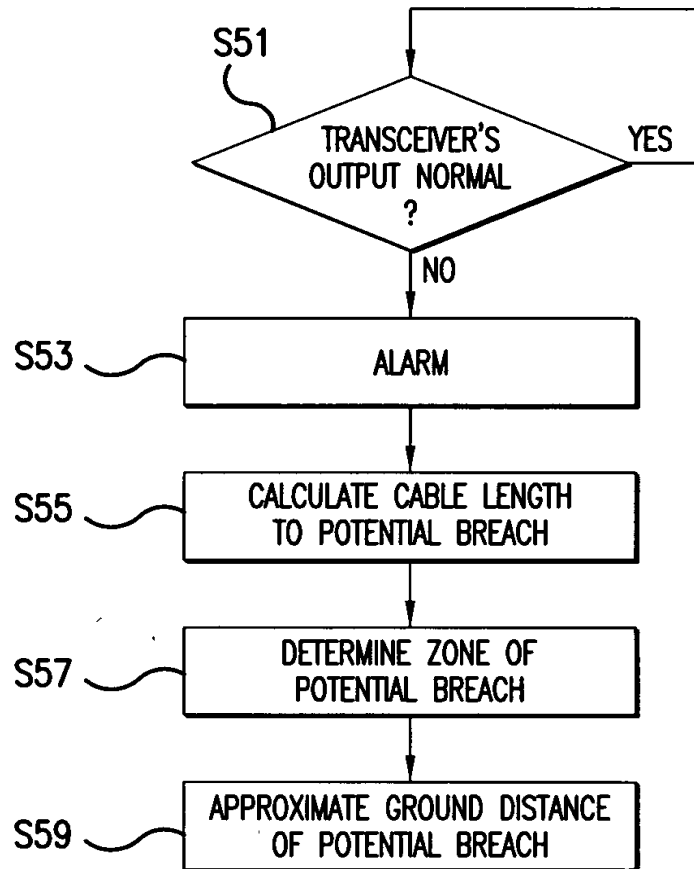 S51
TRANSCEIVER'S
OUTPUT NORMAL
?
YES
NO
S53
ALARM
S55
CALCULATE CABLE LENGTH
TO POTENTIAL BREACH
S57
DETERMINE ZONE OF
POTENTIAL BREACH
S59
APPROXIMATE GROUND DISTANCE
OF POTENTIAL BREACH